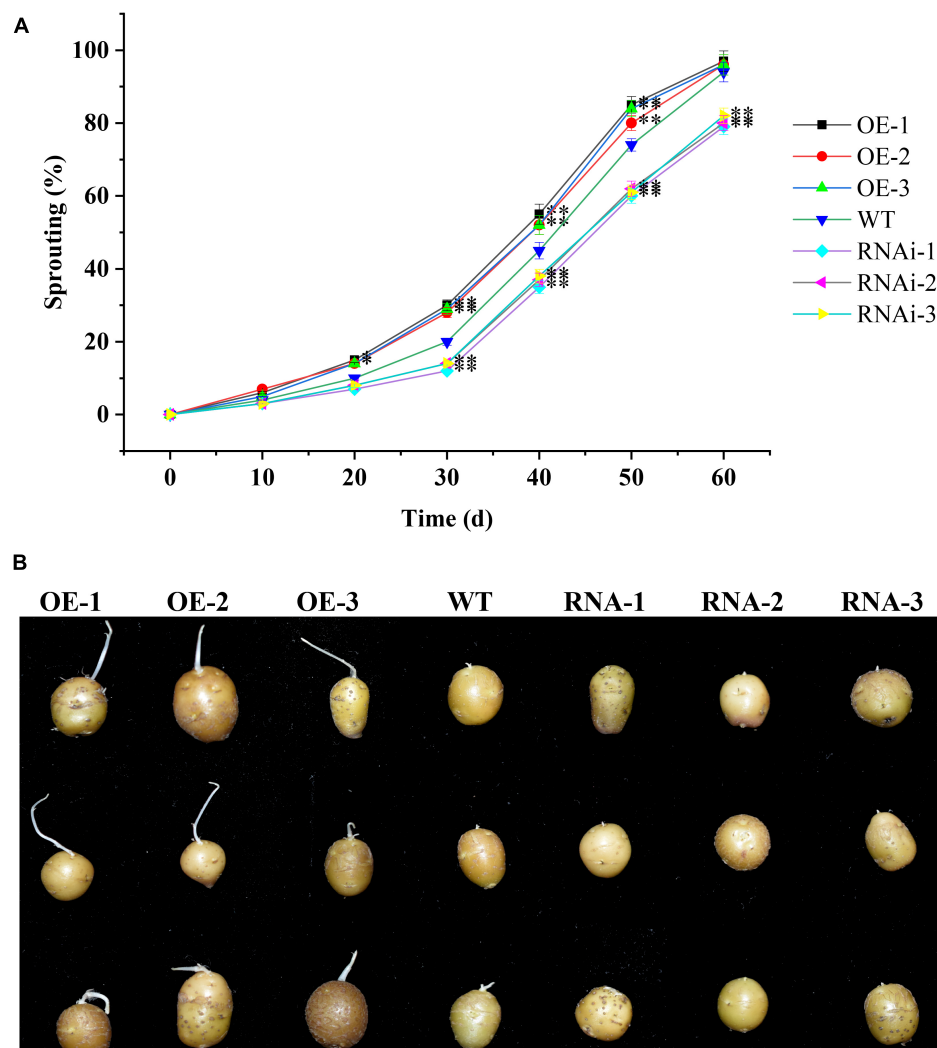 A
Sprouting (%)
100
80
60
40
20
0
**
**
**
**
**
**
**
**
**
**
**
**
**
*
*
**
**
0 10 20 30 40 50 60
Time (d)
OE-1
OE-2
OE-3
WT
RNAi-1
RNAi-2
RNAi-3
B
OE-1 OE-2 OE-3 WT RNA-1 RNA-2 RNA-3